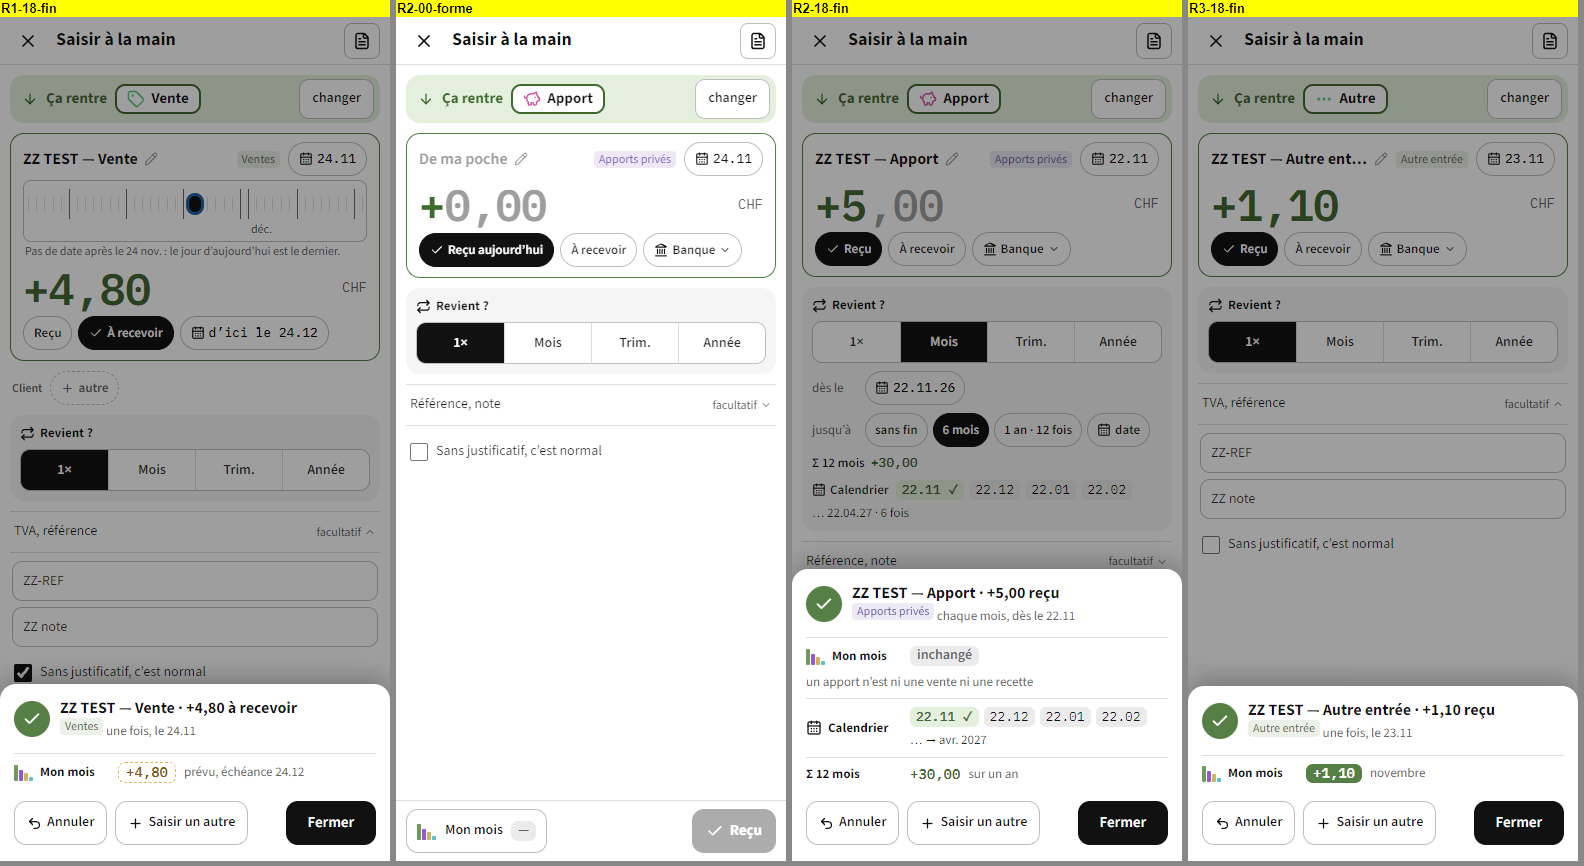 R1-18-fin
Saisir à la main
Ça rentre
Vente
changer
ZZ TEST — Vente
Ventes
24.11
déc.
Pas de date après le 24 nov. : le jour d’aujourd’hui est le dernier.
+4,80
CHF
Reçu
À recevoir
d’ici le 24.12
Client
+ autre
Revient ?
1×
Mois
Trim.
Année
TVA, référence
facultatif
ZZ-REF
ZZ note
Sans justificatif, c’est normal
ZZ TEST — Vente · +4,80 à recevoir
Ventes une fois, le 24.11
Mon mois
+4,80
prévu, échéance 24.12
Annuler
+ Saisir un autre
Fermer
R2-00-forme
Saisir à la main
Ça rentre
Apport
changer
De ma poche
Apports privés
24.11
+0,00
CHF
Reçu aujourd’hui
À recevoir
Banque
Revient ?
1×
Mois
Trim.
Année
Référence, note
facultatif
Sans justificatif, c’est normal
Mon mois
—
Reçu
R2-18-fin
Saisir à la main
Ça rentre
Apport
changer
ZZ TEST — Apport
Apports privés
22.11
+5,00
CHF
Reçu
À recevoir
Banque
Revient ?
1×
Mois
Trim.
Année
dès le
22.11.26
jusqu’à
sans fin
6 mois
1 an · 12 fois
date
Σ 12 mois +30,00
Calendrier
22.11 ✓
22.12
22.01
22.02
… 22.04.27 · 6 fois
Référence, note
facultatif
ZZ TEST — Apport · +5,00 reçu
Apports privés chaque mois, dès le 22.11
Mon mois
inchangé
un apport n’est ni une vente ni une recette
Calendrier
22.11 ✓
22.12
22.01
22.02
… → avr. 2027
Σ 12 mois
+30,00 sur un an
Annuler
+ Saisir un autre
Fermer
R3-18-fin
Saisir à la main
Ça rentre
Autre
changer
ZZ TEST — Autre ent…
Autre entrée
23.11
+1,10
CHF
Reçu
À recevoir
Banque
Revient ?
1×
Mois
Trim.
Année
TVA, référence
facultatif
ZZ-REF
ZZ note
Sans justificatif, c’est normal
ZZ TEST — Autre entrée · +1,10 reçu
Autre entrée une fois, le 23.11
Mon mois
+1,10
novembre
Annuler
+ Saisir un autre
Fermer